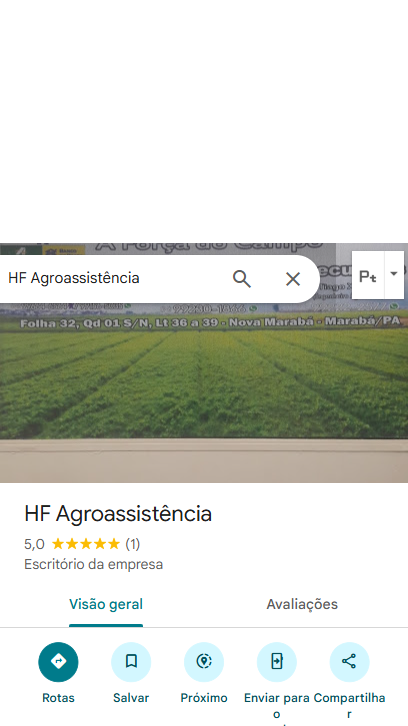 A Força do Campo
HF Agroassistência
Pt
Folha 32, Qd 01 S/N, Lt 36 a 39 - Nova Marabá - Marabá/PA
HF Agroassistência
5,0 ★★★★★ (1)
Escritório da empresa
Visão geral Avaliações
Rotas Salvar Próximo Enviar para o Compartilhar